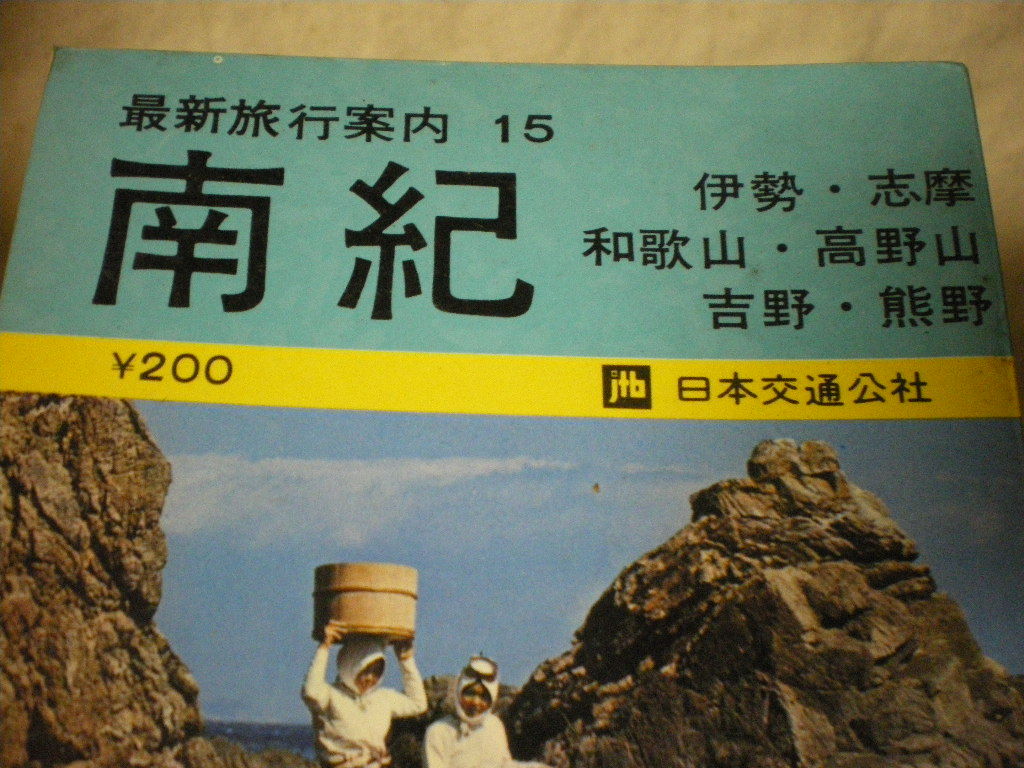 最新旅行案内 15
南紀
伊勢・志摩
和歌山・高野山
吉野・熊野
¥200
jtb 日本交通公社